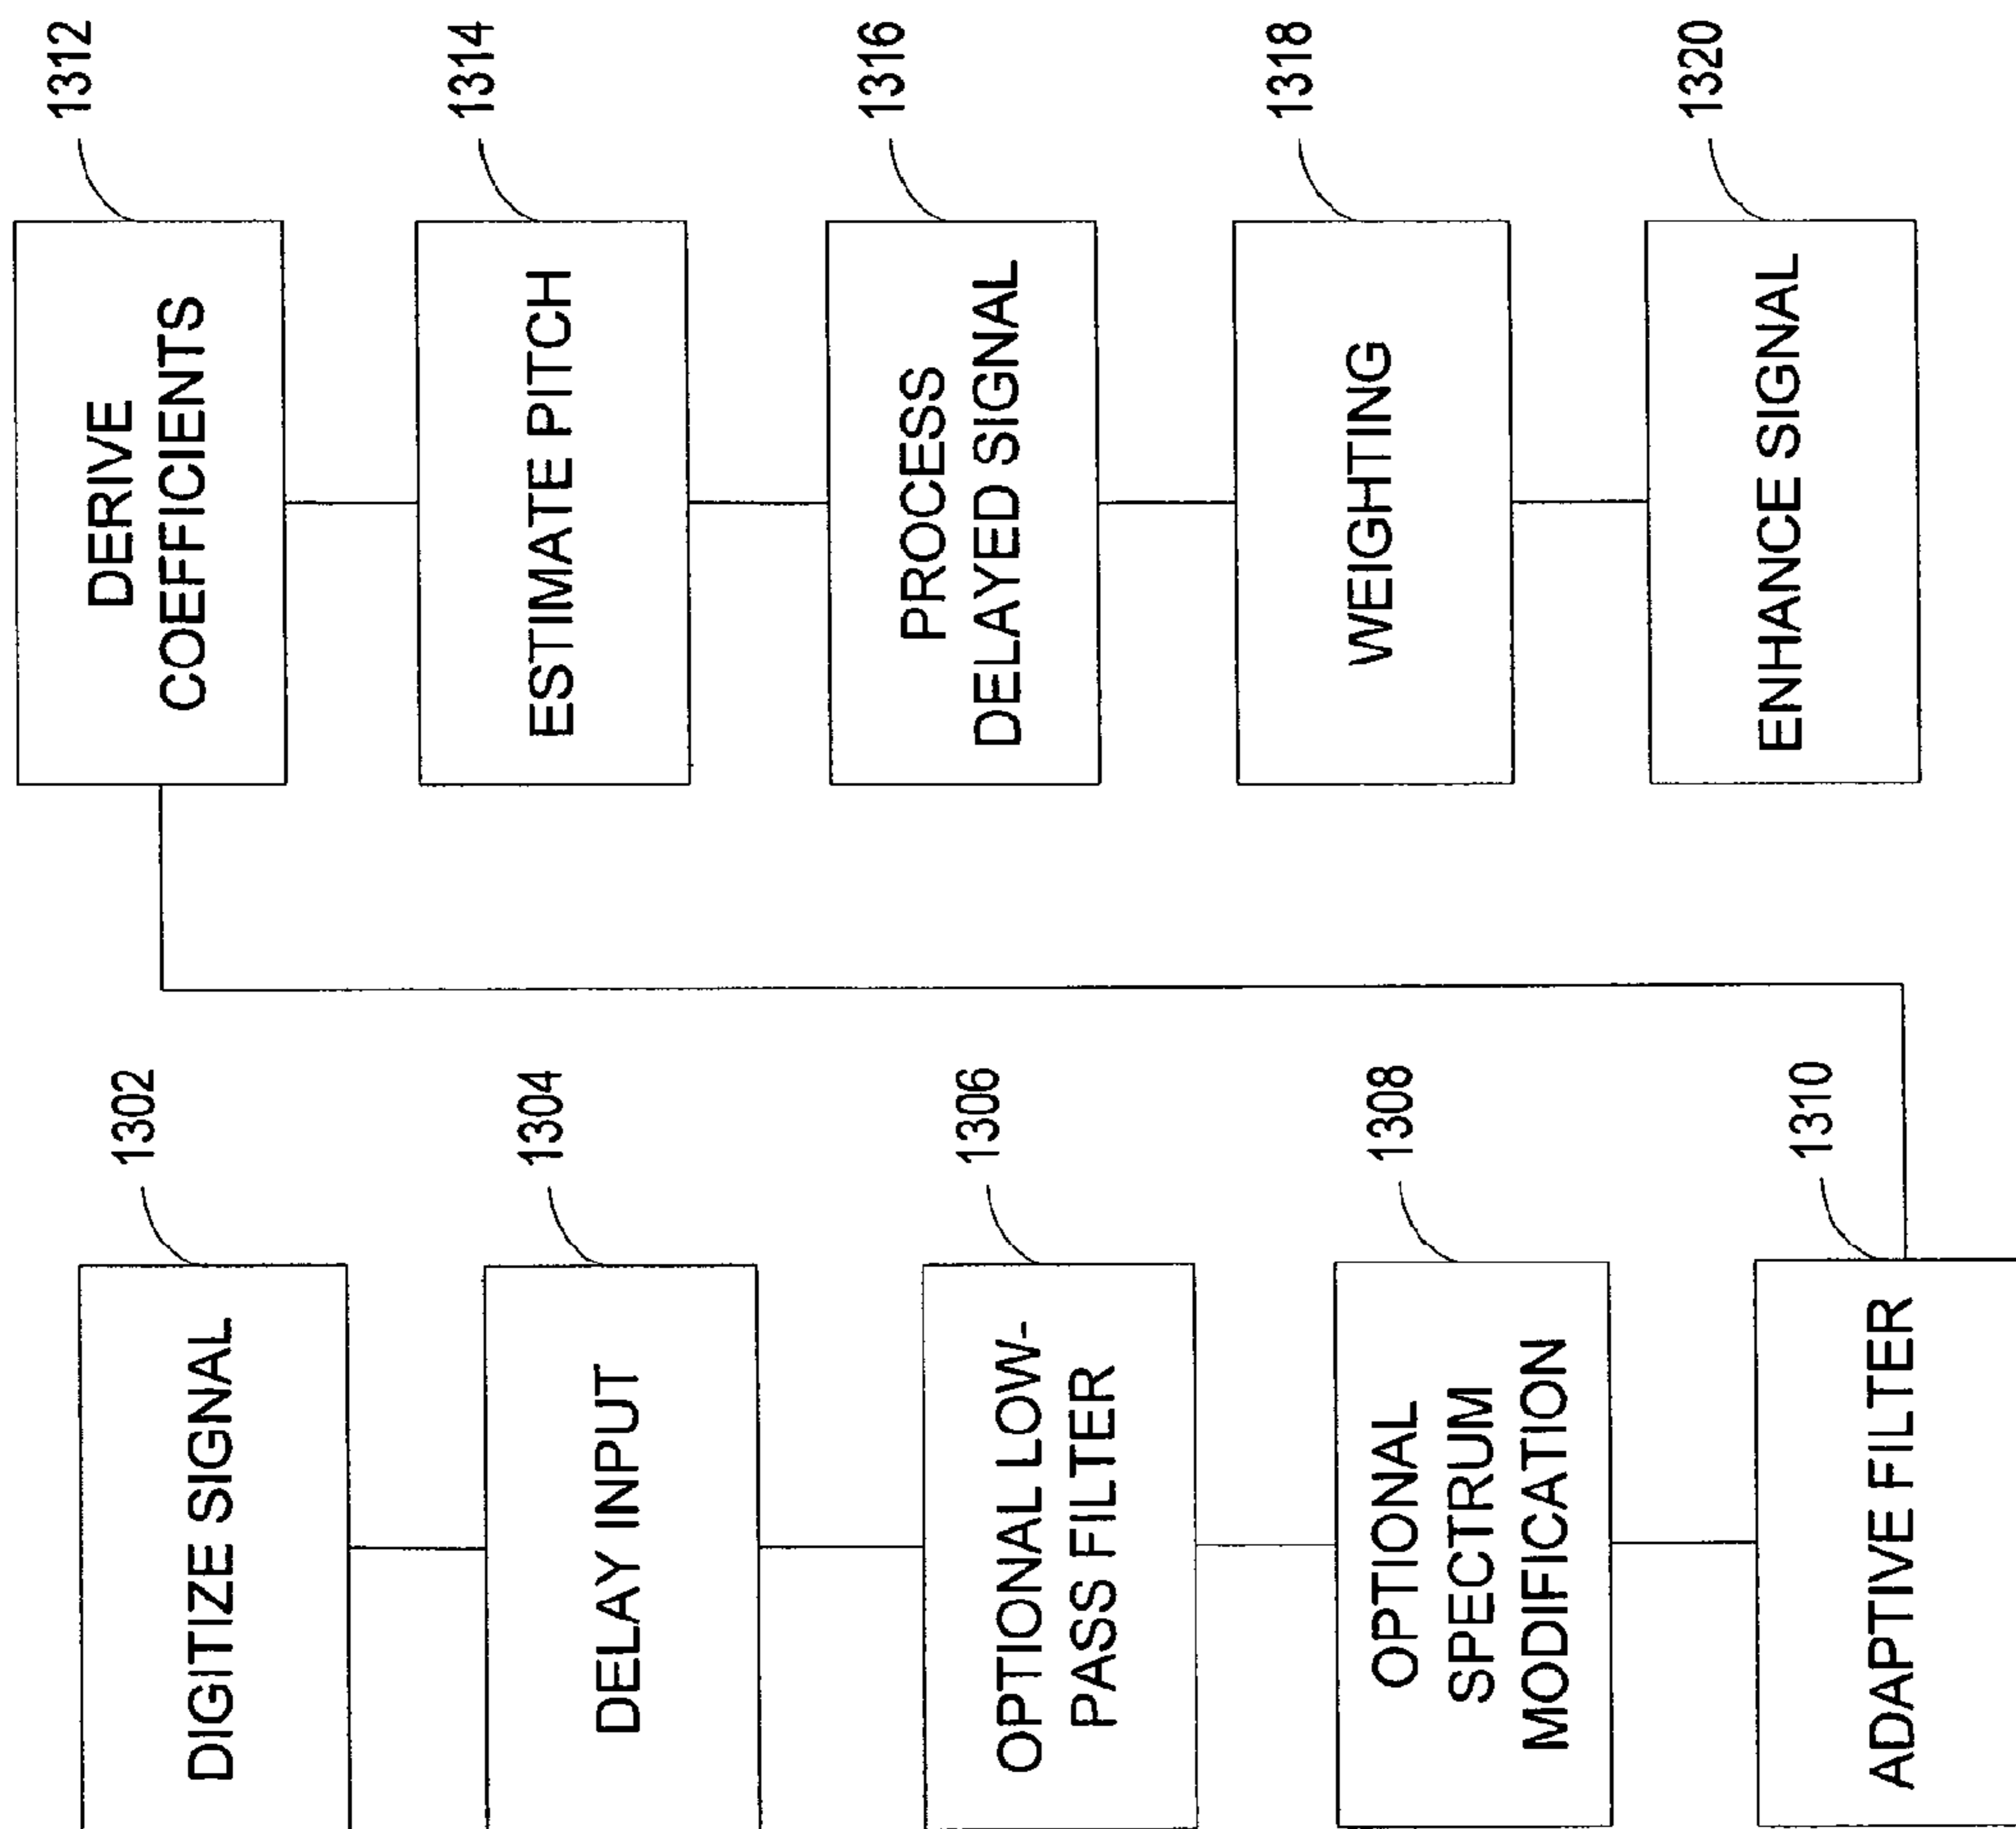 1302
DIGITIZE SIGNAL
1304
DELAY INPUT
1306
OPTIONAL LOW-
PASS FILTER
1308
OPTIONAL
SPECTRUM
MODIFICATION
1310
ADAPTIVE FILTER
1312
DERIVE
COEFFICIENTS
1314
ESTIMATE PITCH
1316
PROCESS
DELAYED SIGNAL
1318
WEIGHTING
1320
ENHANCE SIGNAL